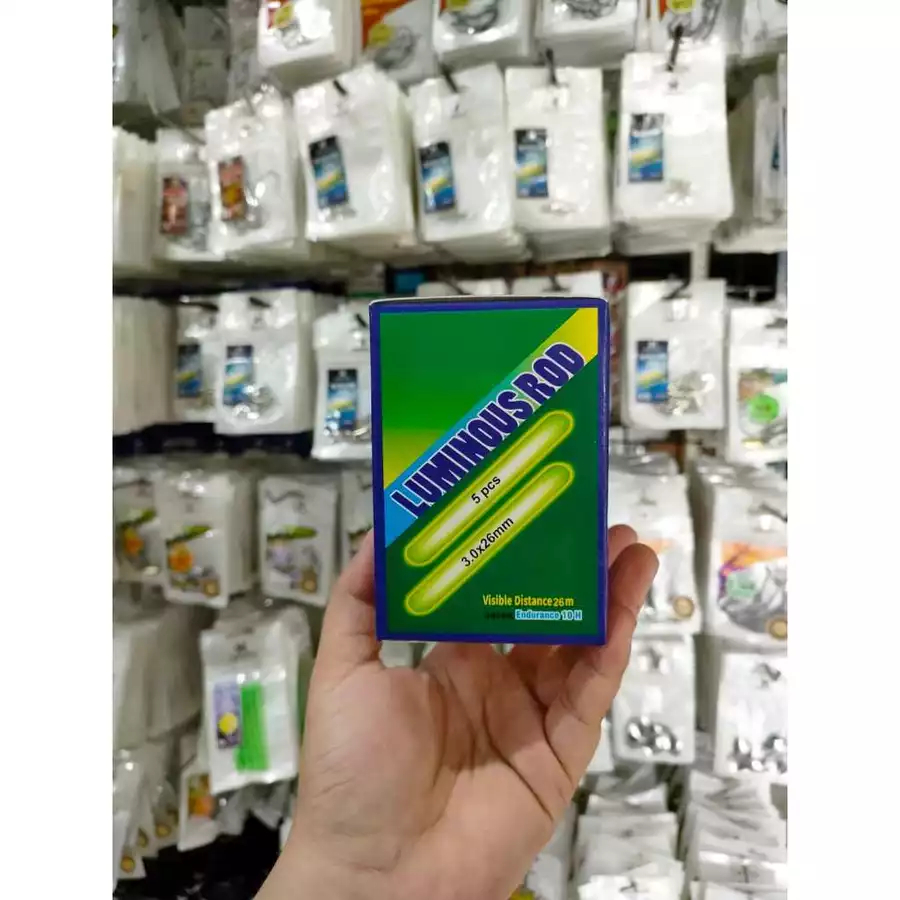 LUMINOUS ROD
5 pcs
3.0x26mm
Visible Distance 26m
Endurance 10 H